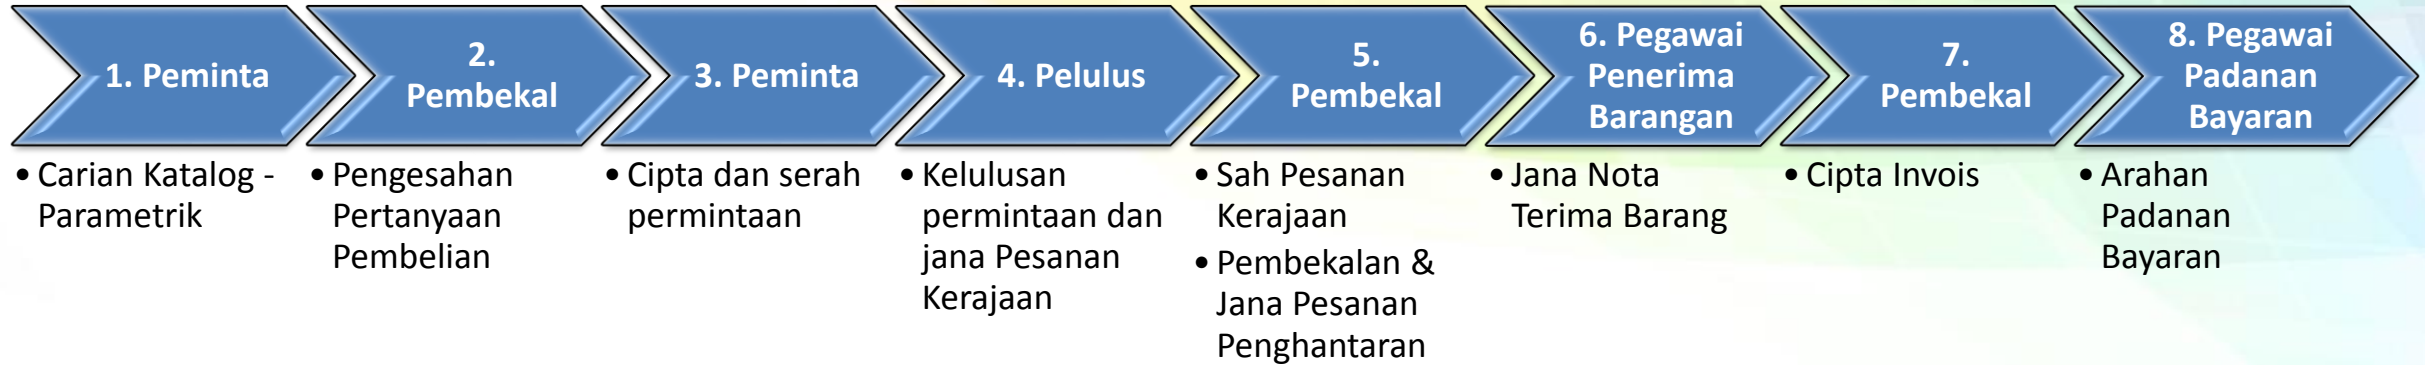 1. Peminta
• Carian Katalog -
Parametrik
2.
Pembekal
• Pengesahan
Pertanyaan
Pembelian
3. Peminta
• Cipta dan serah
permintaan
4. Pelulus
• Kelulusan
permintaan dan
jana Pesanan
Kerajaan
5.
Pembekal
• Sah Pesanan
Kerajaan
• Pembekalan &
Jana Pesanan
Penghantaran
6. Pegawai
Penerima
Barangan
• Jana Nota
Terima Barang
7.
Pembekal
• Cipta Invois
8. Pegawai
Padanan
Bayaran
• Arahan
Padanan
Bayaran